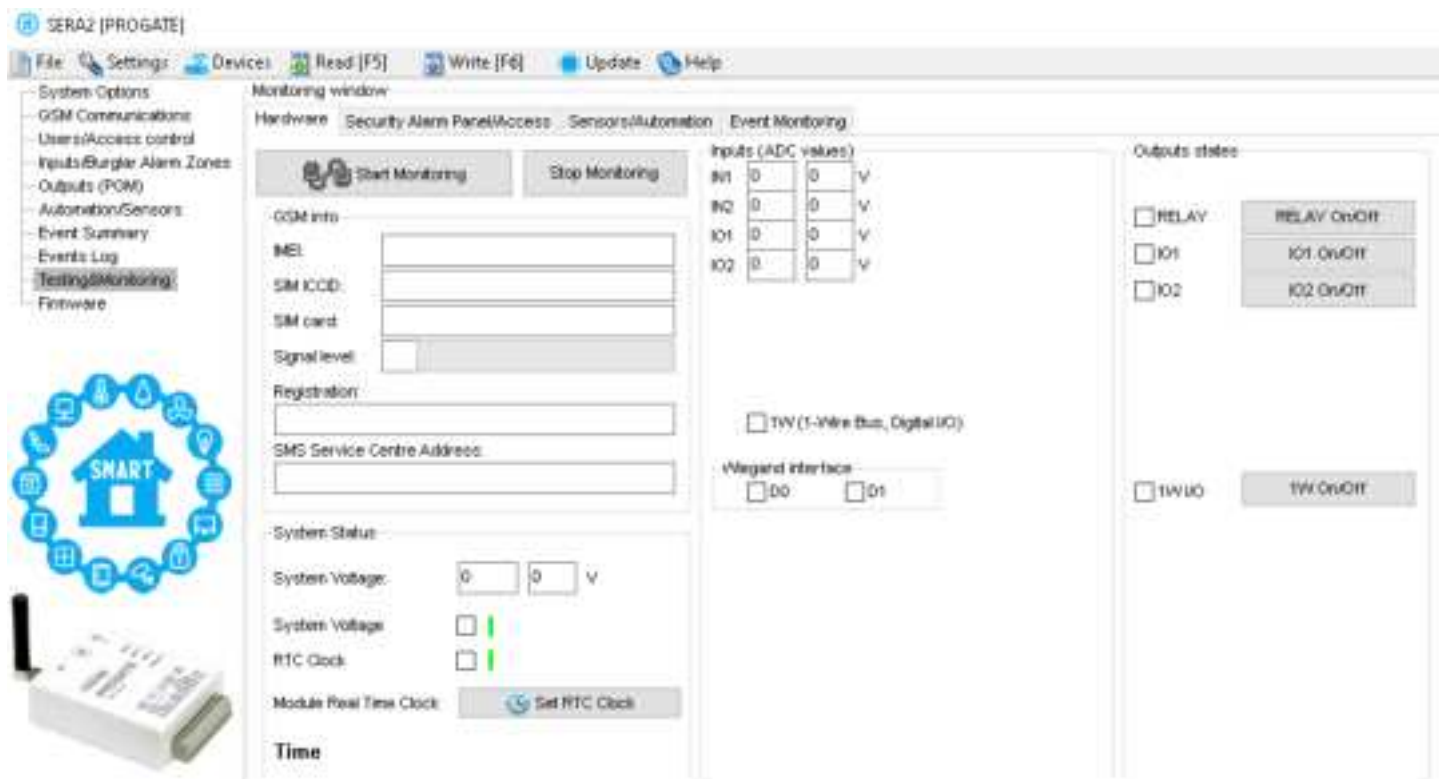 SERA2 [PROGATE]
File Settings Devices Read [F5] Write [F6] Update Help
System Options
GSM Communications
Users/Access control
Inputs/Burglar Alarm Zones
Outputs (PGM)
Automation/Sensors
Event Summary
Events Log
Testing&Monitoring
Firmware
SMART
Monitoring window
Hardware Security Alarm Panel/Access Sensors/Automation Event Monitoring
Start Monitoring Stop Monitoring
GSM info
IMEI:
SIM ICCID:
SIM card:
Signal level:
Registration:
SMS Service Centre Address:
System Status
System Voltage: 0 0 V
System Voltage
RTC Clock
Module Real Time Clock: Set RTC Clock
Time
Inputs (ADC values)
IN1 0 0 V
IN2 0 0 V
IO1 0 0 V
IO2 0 0 V
1W (1-Wire Bus, Digital I/O)
Wiegand interface
D0 D1
Outputs states
RELAY RELAY On/Off
IO1 IO1 On/Off
IO2 IO2 On/Off
1W I/O 1W On/Off